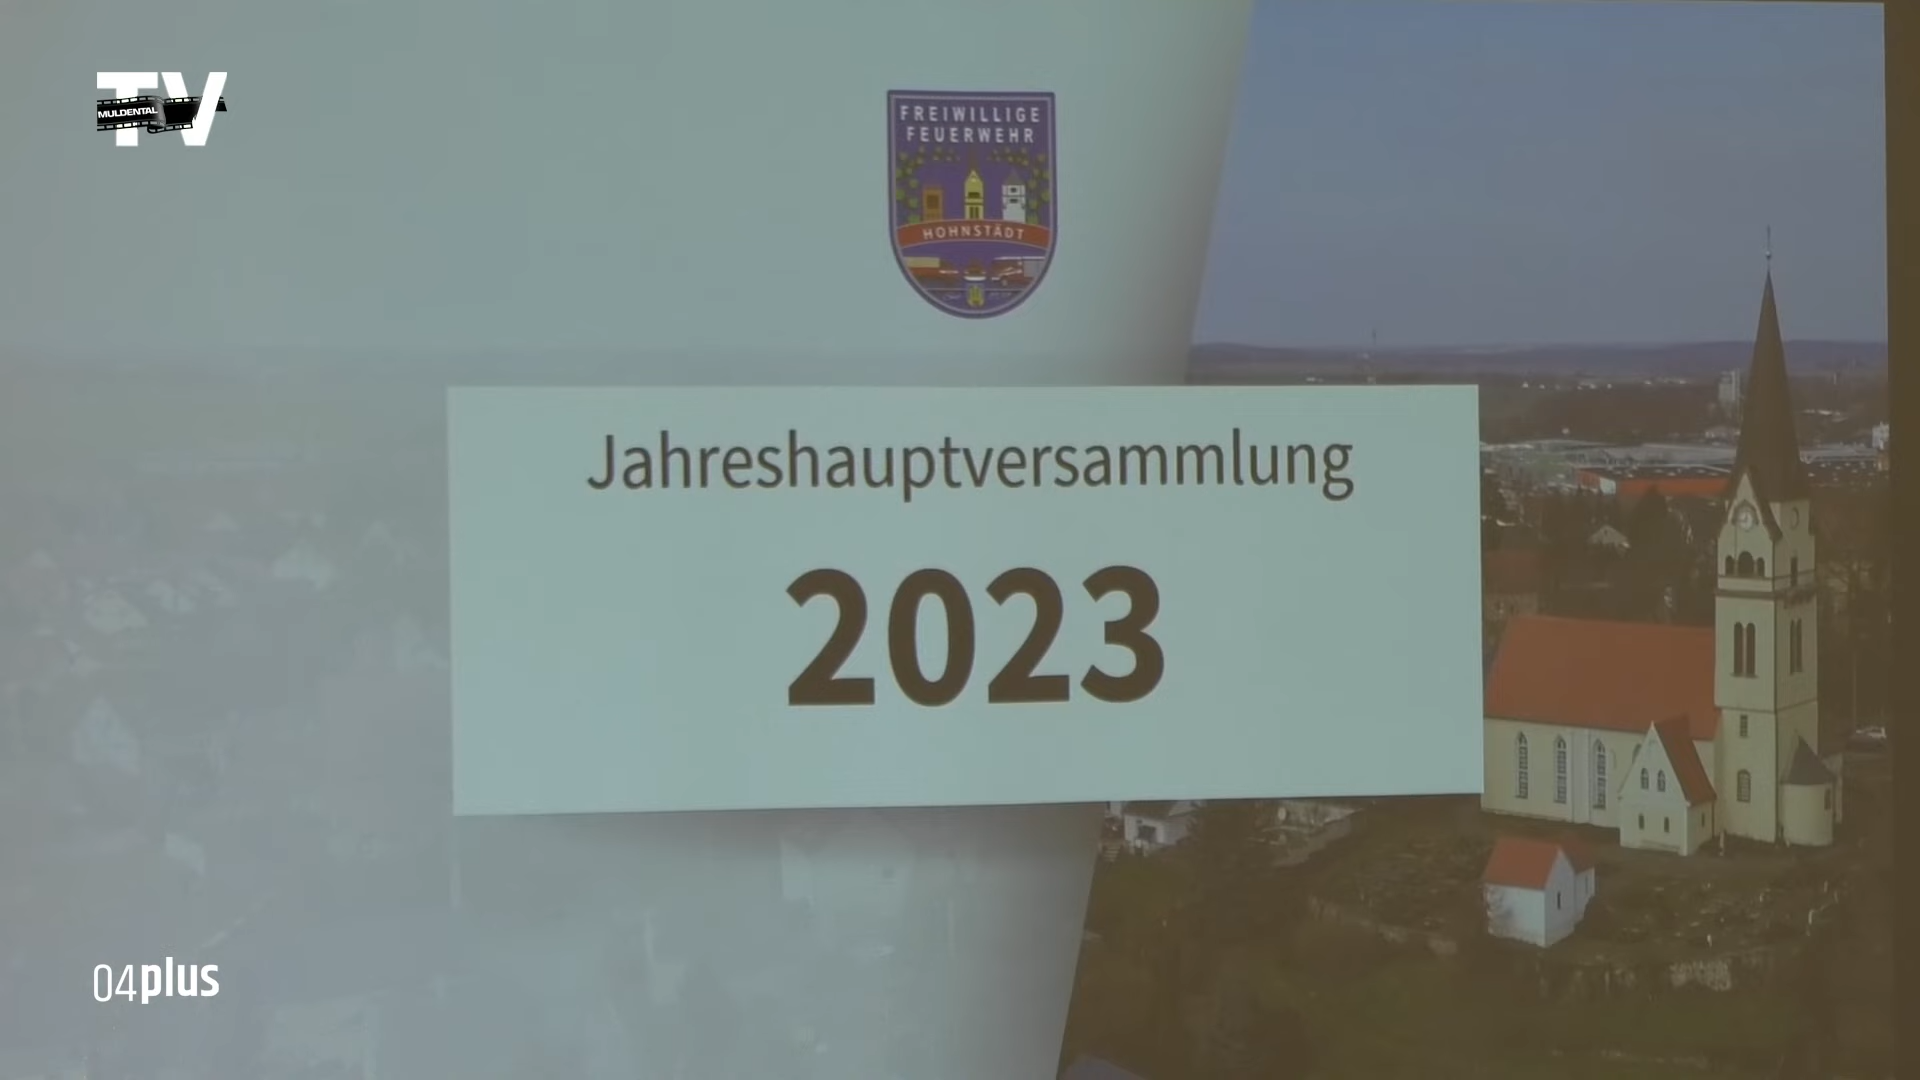 TV
MULDENTAL
FREIWILLIGE
FEUERWEHR
HOHNSTÄDT
Jahreshauptversammlung
2023
04plus